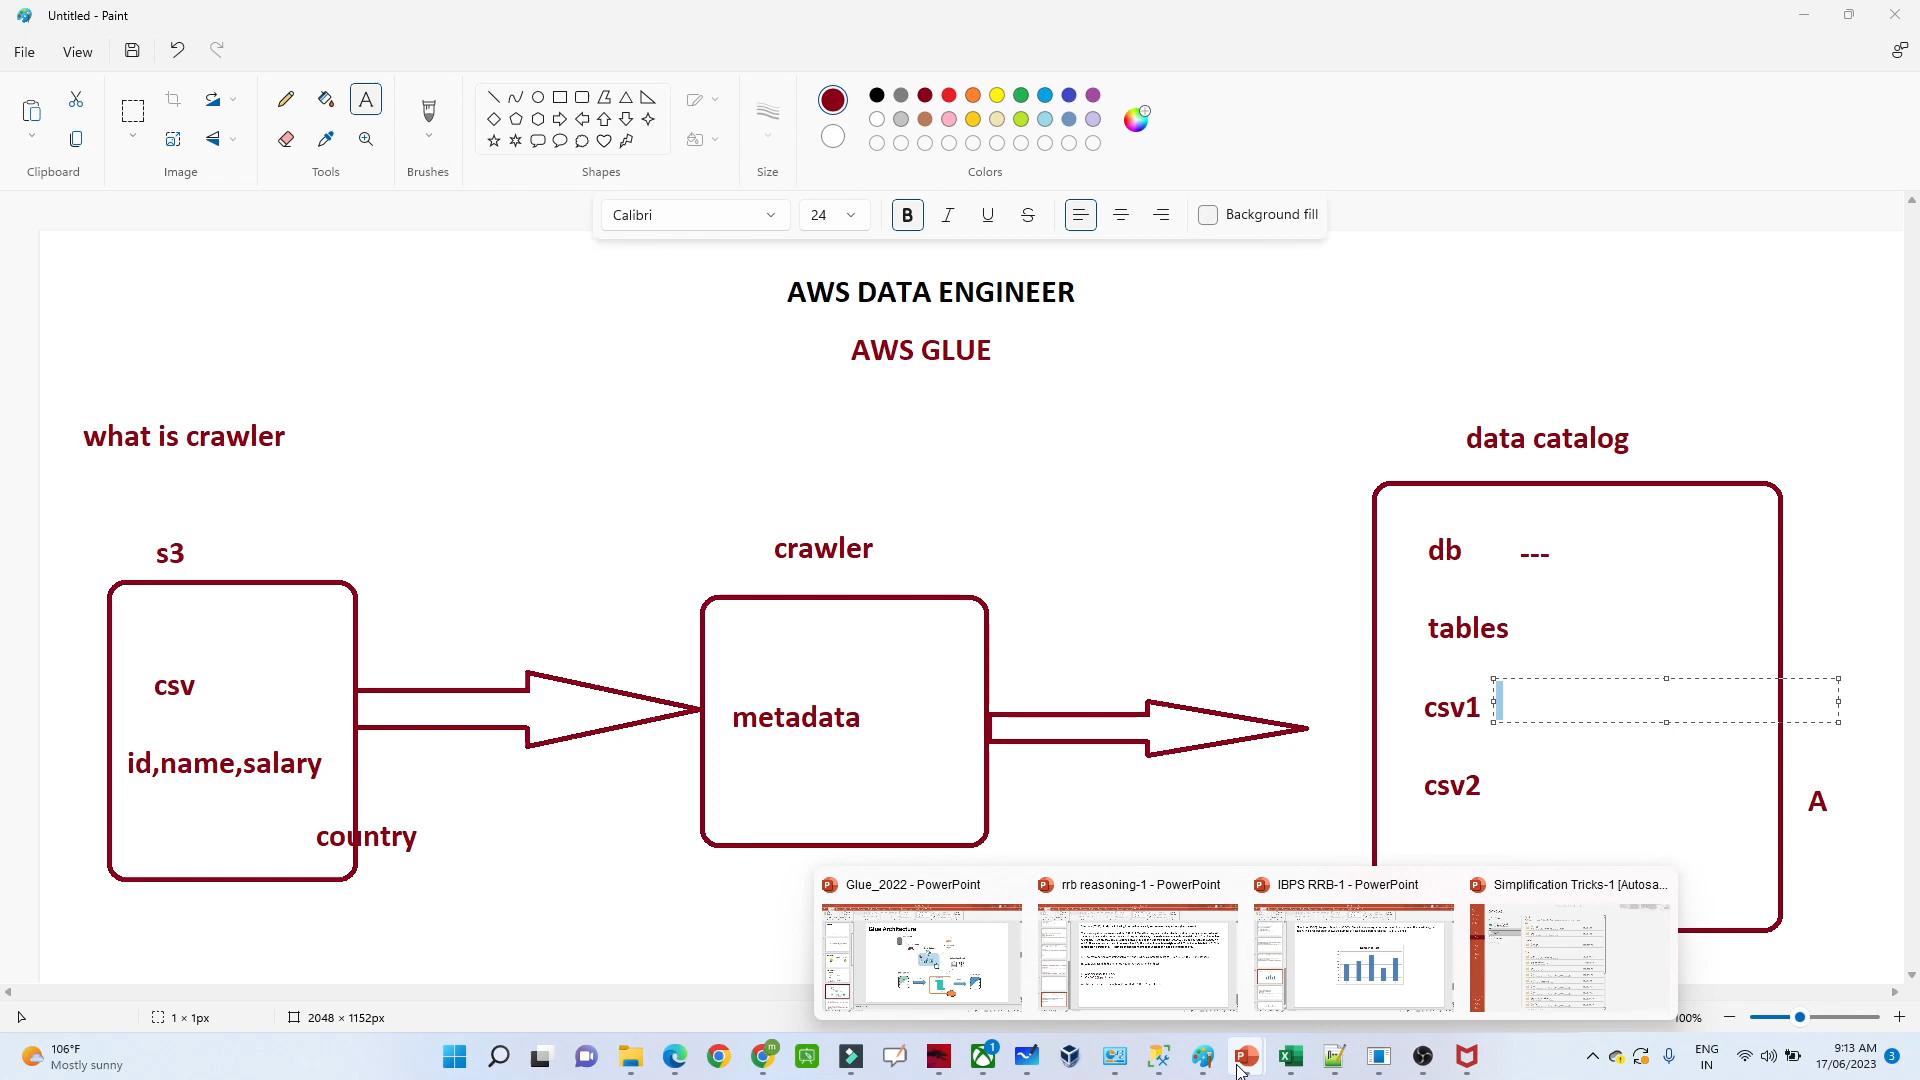 Untitled - Paint
File
View
Clipboard
Image
Tools
Brushes
Shapes
Size
Colors
Calibri
24
B
I
U
S
Background fill
AWS DATA ENGINEER
AWS GLUE
what is crawler
data catalog
s3
crawler
db ---
tables
csv
metadata
csv1
id,name,salary
csv2
A
country
Glue_2022 - PowerPoint
rrb reasoning-1 - PowerPoint
IBPS RRB-1 - PowerPoint
Simplification Tricks-1 [Autosa...
Glue Architecture
1 × 1px
2048 × 1152px
100%
106°F
Mostly sunny
ENG
IN
9:13 AM
17/06/2023
3